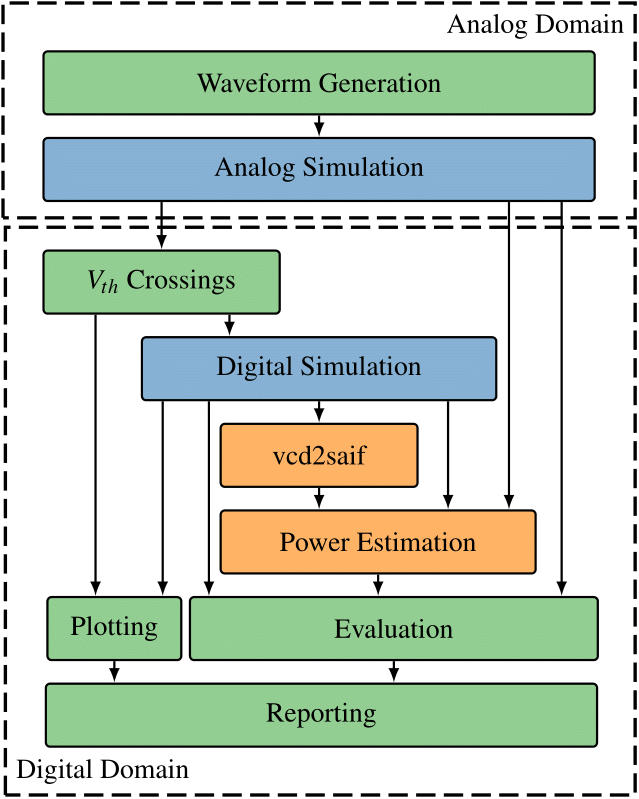 Analog Domain
Waveform Generation
Analog Simulation
V_{th} Crossings
Digital Simulation
vcd2saif
Power Estimation
Plotting
Evaluation
Reporting
Digital Domain